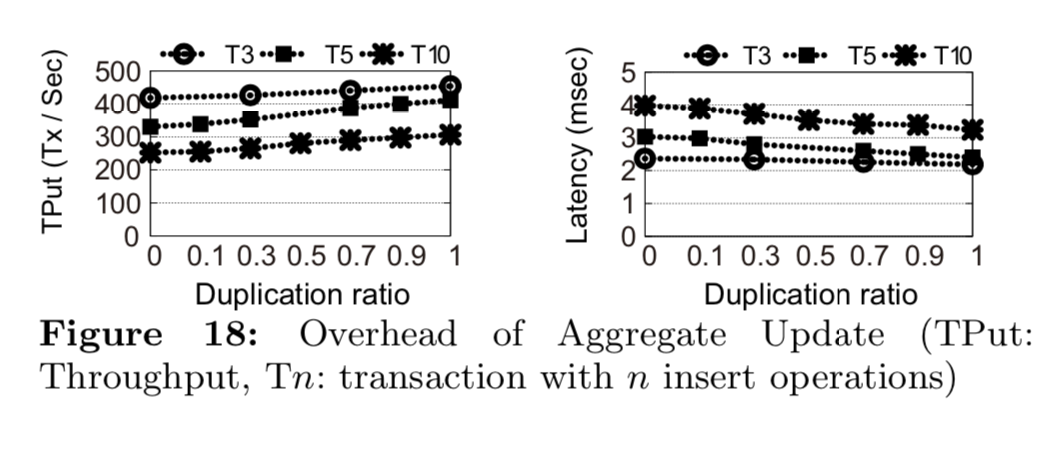 T3 T5 T10
TPut (Tx / Sec)
500
400
300
200
100
0
0 0.1 0.3 0.5 0.7 0.9 1
Duplication ratio
T3 T5 T10
Latency (msec)
5
4
3
2
1
0
0 0.1 0.3 0.5 0.7 0.9 1
Duplication ratio
Figure 18: Overhead of Aggregate Update (TPut:
Throughput, Tn: transaction with n insert operations)